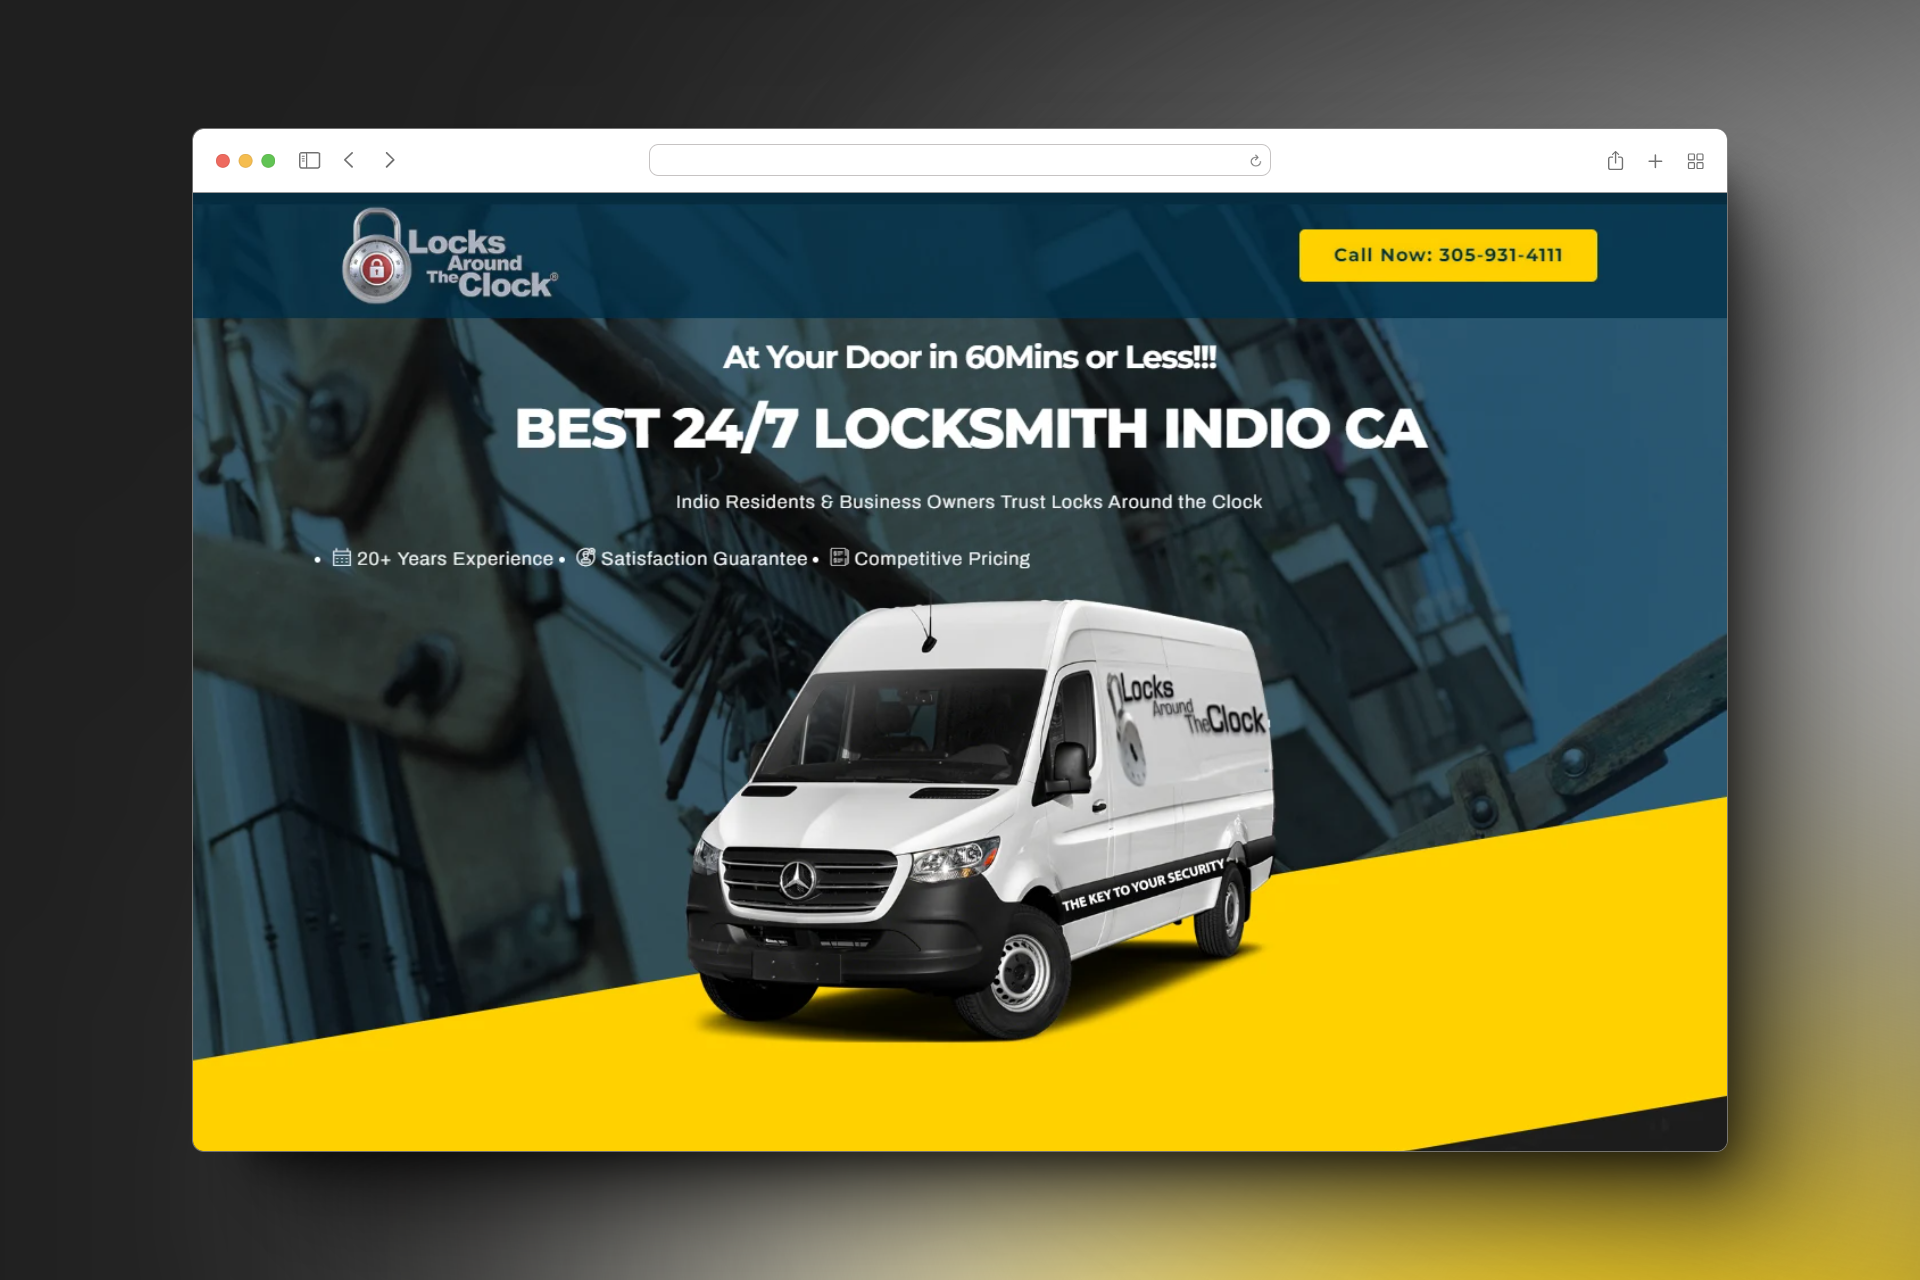 Locks
Around
The Clock®
Call Now: 305-931-4111
At Your Door in 60Mins or Less!!!
BEST 24/7 LOCKSMITH INDIO CA
Indio Residents & Business Owners Trust Locks Around the Clock
• 20+ Years Experience • Satisfaction Guarantee • Competitive Pricing
Locks
Around
The Clock
THE KEY TO YOUR SECURITY